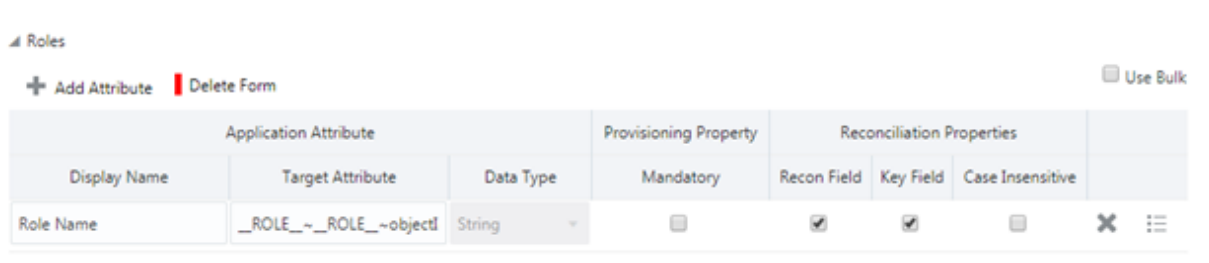 Roles
Add Attribute Delete Form Use Bulk
Application Attribute Provisioning Property Reconciliation Properties
Display Name Target Attribute Data Type Mandatory Recon Field Key Field Case Insensitive
Role Name __ROLE__~__ROLE__~objectI String